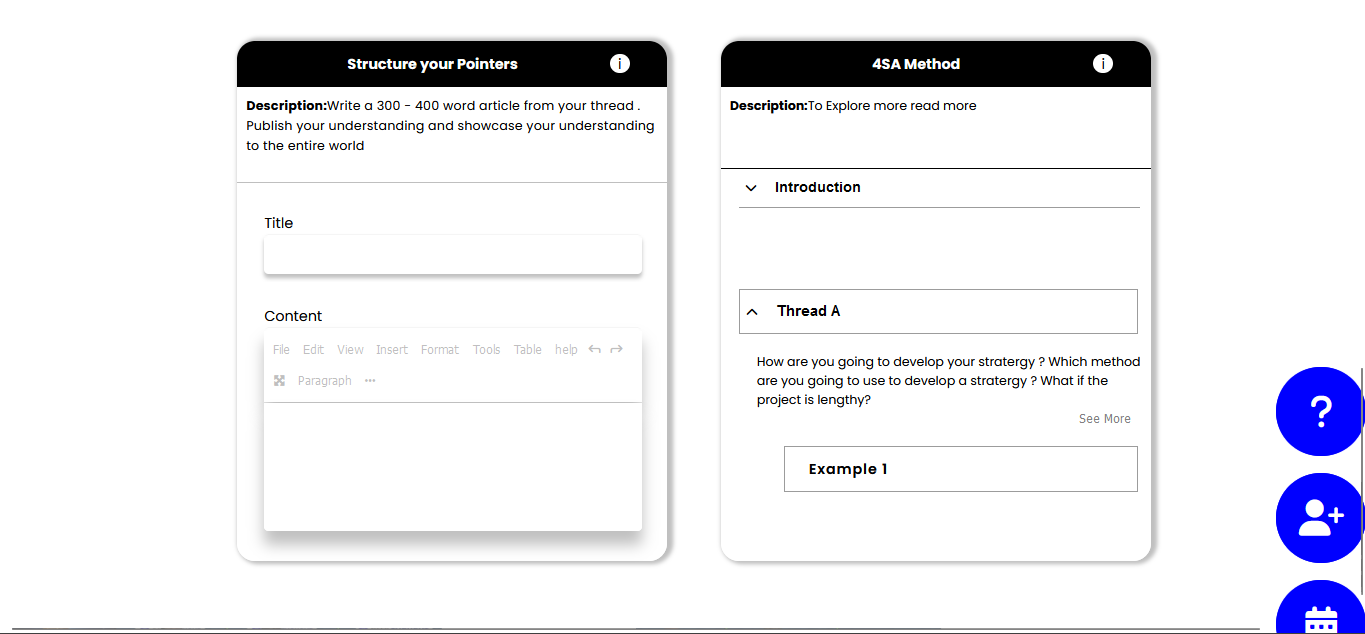 Structure your Pointers
i
Description:Write a 300 - 400 word article from your thread .
Publish your understanding and showcase your understanding
to the entire world
Title
Content
File Edit View Insert Format Tools Table help
Paragraph ...
4SA Method
i
Description:To Explore more read more
Introduction
Thread A
How are you going to develop your stratergy ? Which method
are you going to use to develop a stratergy ? What if the
project is lengthy?
See More
Example 1
?